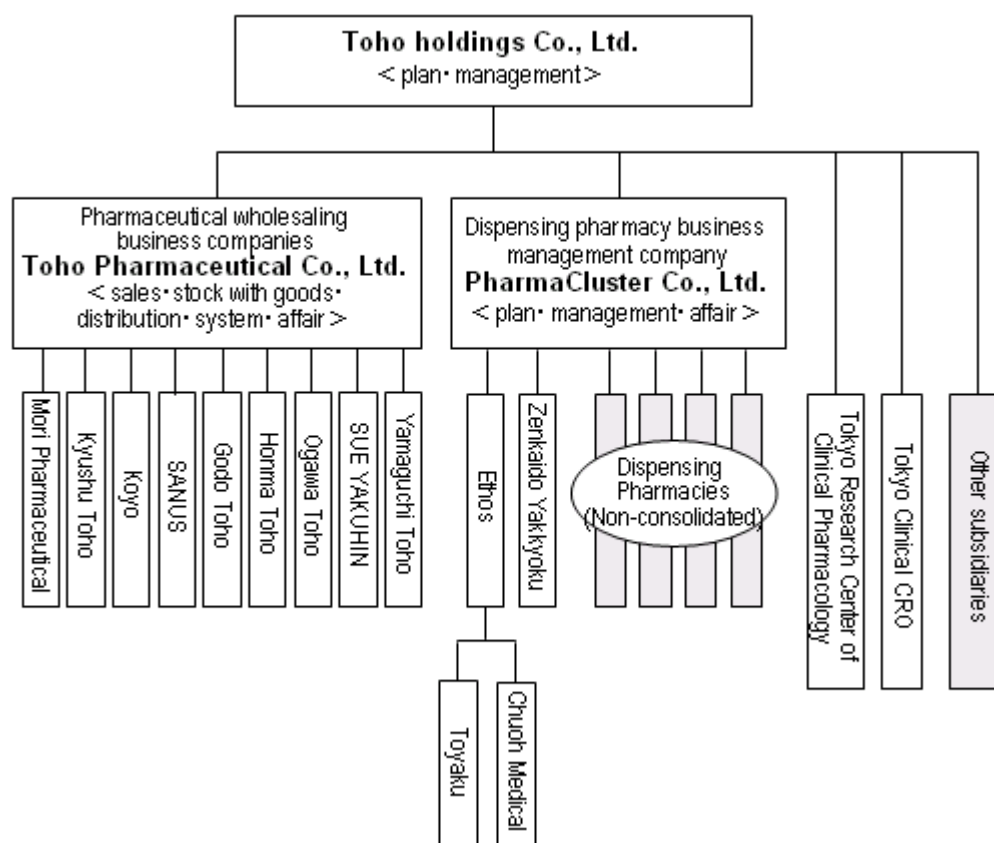 Toho holdings Co., Ltd.
< plan・management>
Pharmaceutical wholesaling
business companies
Toho Pharmaceutical Co., Ltd.
< sales・stock with goods・
distribution・system・affair >
Dispensing pharmacy business
management company
PharmaCluster Co., Ltd.
< plan・management・affair >
Mori Pharmaceutical
Kyushu Toho
Koyo
SANUS
Godo Toho
Honma Toho
Ogawa Toho
SUE YAKUHIN
Yamaguchi Toho
Ethos
Zenkaido Yakkyoku
Dispensing
Pharmacies
(Non-consolidated)
Tokyo Research Center of
Clinical Pharmacology
Tokyo Clinical CRO
Other subsidiaries
Toyaku
Chuoh Medical